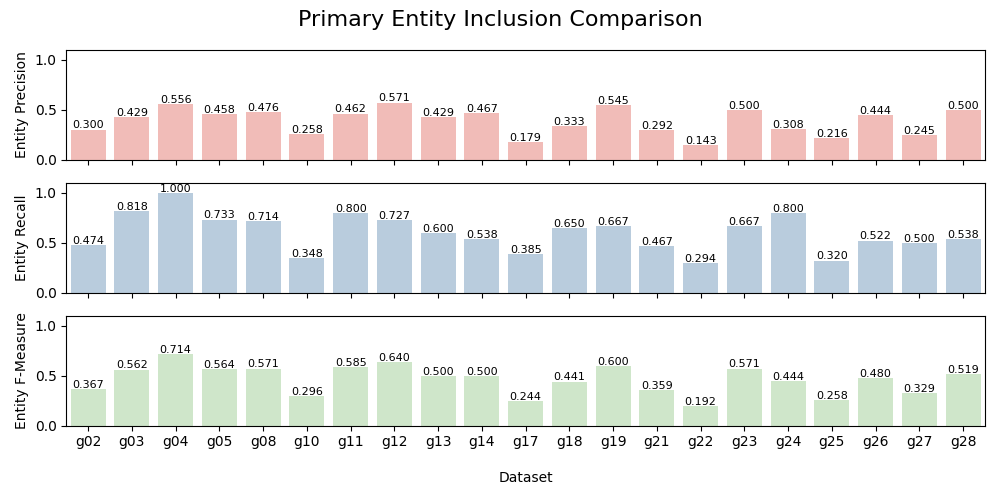 Primary Entity Inclusion Comparison
Entity Precision
1.0
0.5
0.0
0.300 0.429 0.556 0.458 0.476 0.258 0.462 0.571 0.429 0.467 0.179 0.333 0.545 0.292 0.143 0.500 0.308 0.216 0.444 0.245 0.500
Entity Recall
1.0
0.5
0.0
0.474 0.818 1.000 0.733 0.714 0.348 0.800 0.727 0.600 0.538 0.385 0.650 0.667 0.467 0.294 0.667 0.800 0.320 0.522 0.500 0.538
Entity F-Measure
1.0
0.5
0.0
0.367 0.562 0.714 0.564 0.571 0.296 0.585 0.640 0.500 0.500 0.244 0.441 0.600 0.359 0.192 0.571 0.444 0.258 0.480 0.329 0.519
g02 g03 g04 g05 g08 g10 g11 g12 g13 g14 g17 g18 g19 g21 g22 g23 g24 g25 g26 g27 g28
Dataset